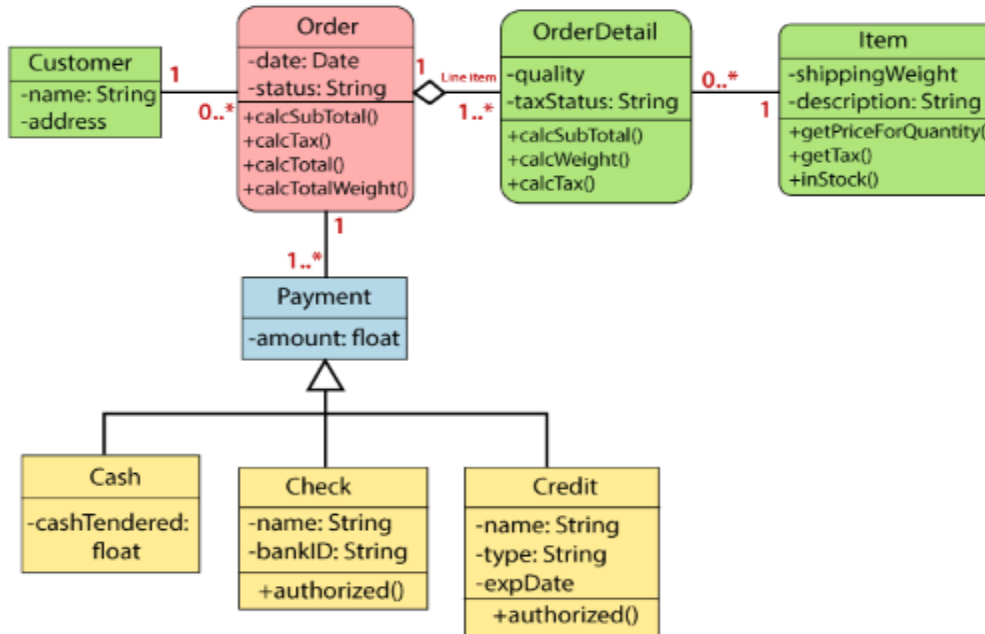 Customer
-name: String
-address
1
0..*
Order
-date: Date
-status: String
+calcSubTotal()
+calcTax()
+calcTotal()
+calcTotalWeight()
1
Line item
1..*
OrderDetail
-quality
-taxStatus: String
+calcSubTotal()
+calcWeight()
+calcTax()
0..*
1
Item
-shippingWeight
-description: String
+getPriceForQuantity()
+getTax()
+inStock()
1
1..*
Payment
-amount: float
Cash
-cashTendered:
float
Check
-name: String
-bankID: String
+authorized()
Credit
-name: String
-type: String
-expDate
+authorized()